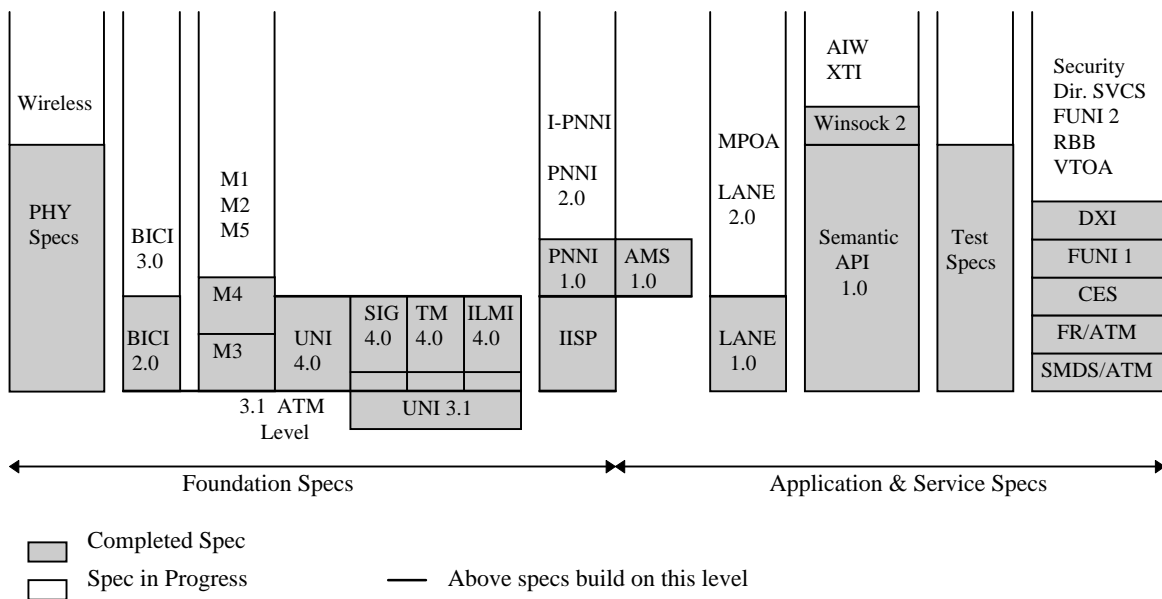 Wireless
PHY
Specs
BICI
3.0
BICI
2.0
M1
M2
M5
M4
M3
UNI
4.0
SIG
4.0
TM
4.0
ILMI
4.0
3.1 ATM
Level
UNI 3.1
I-PNNI
PNNI
2.0
PNNI
1.0
AMS
1.0
IISP
MPOA
LANE
2.0
LANE
1.0
AIW
XTI
Winsock 2
Semantic
API
1.0
Test
Specs
Security
Dir. SVCS
FUNI 2
RBB
VTOA
DXI
FUNI 1
CES
FR/ATM
SMDS/ATM
Foundation Specs
Application & Service Specs
Completed Spec
Spec in Progress
Above specs build on this level